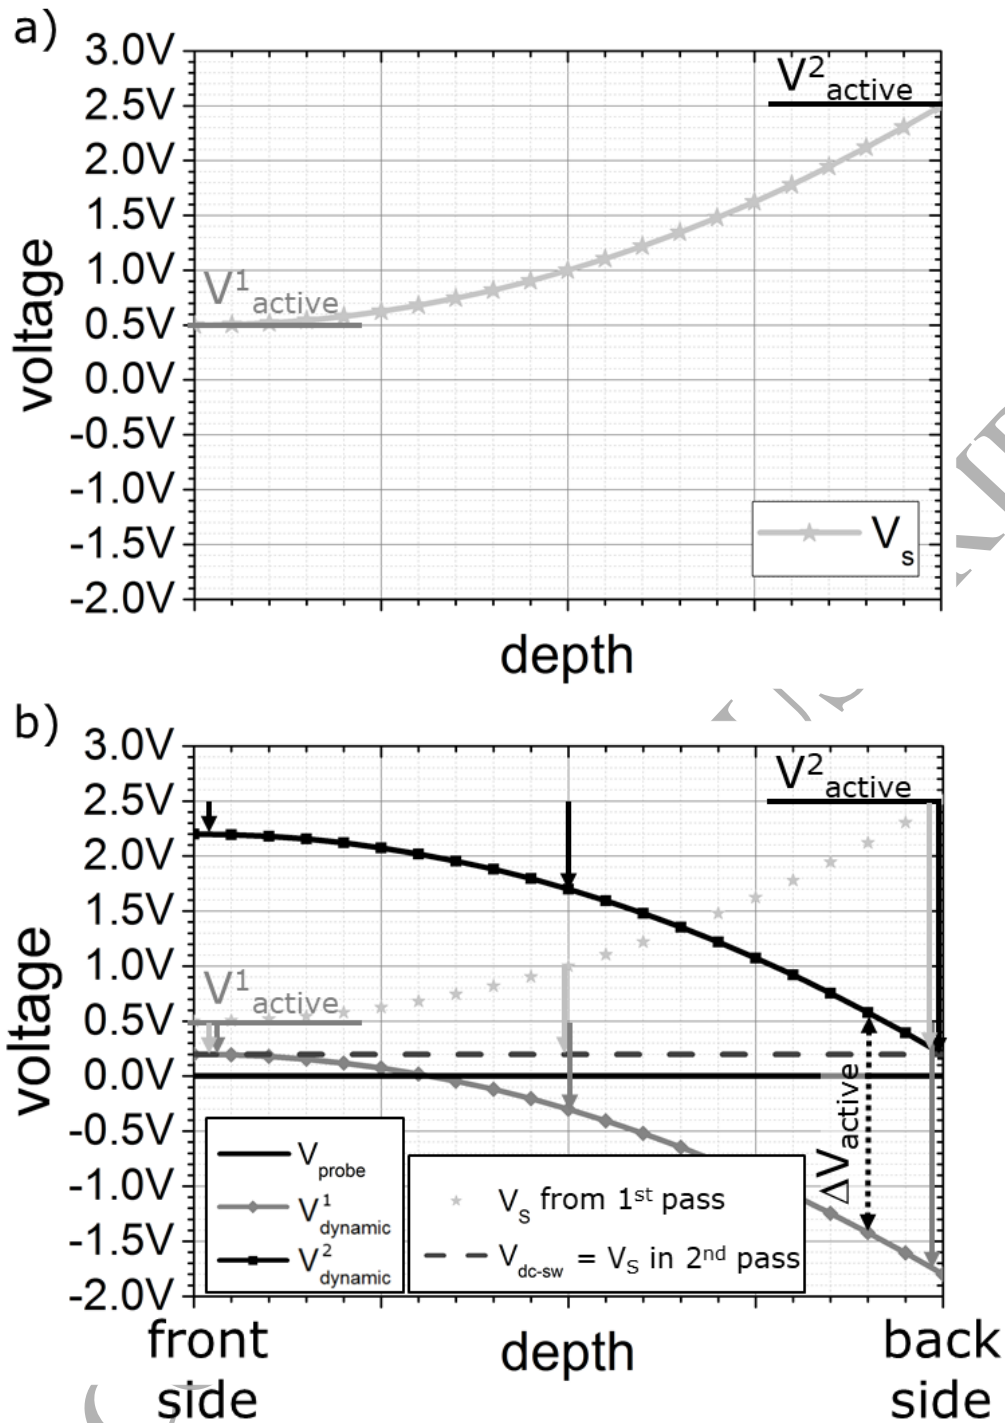 a)
3.0V
2.5V
2.0V
1.5V
1.0V
0.5V
0.0V
-0.5V
-1.0V
-1.5V
-2.0V
voltage
V²active
V¹active
Vs
depth
b)
3.0V
2.5V
2.0V
1.5V
1.0V
0.5V
0.0V
-0.5V
-1.0V
-1.5V
-2.0V
voltage
V²active
V¹active
ΔVactive
Vprobe
V¹dynamic
V²dynamic
VS from 1st pass
Vdc-sw = VS in 2nd pass
front side
depth
back side